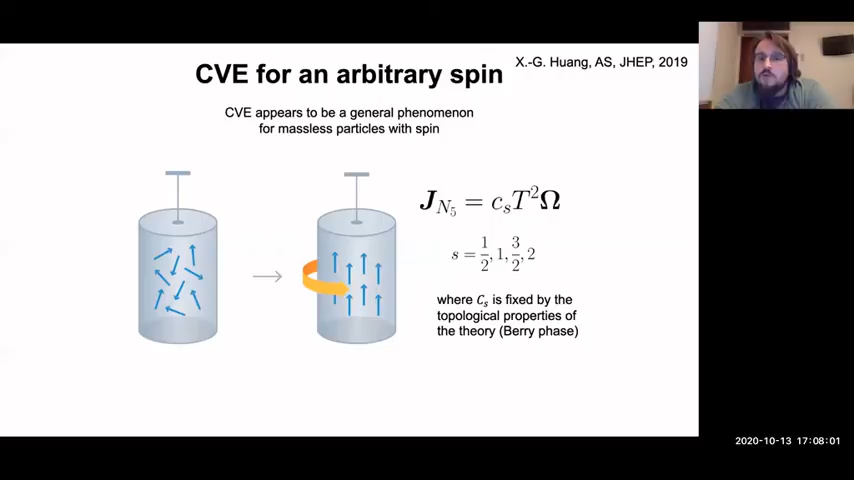 CVE for an arbitrary spin
X.-G. Huang, AS, JHEP, 2019
CVE appears to be a general phenomenon
for massless particles with spin
J_{N_5} = c_s T^2 Ω
s = 1/2, 1, 3/2, 2
where C_s is fixed by the
topological properties of
the theory (Berry phase)
2020-10-13 17:08:01